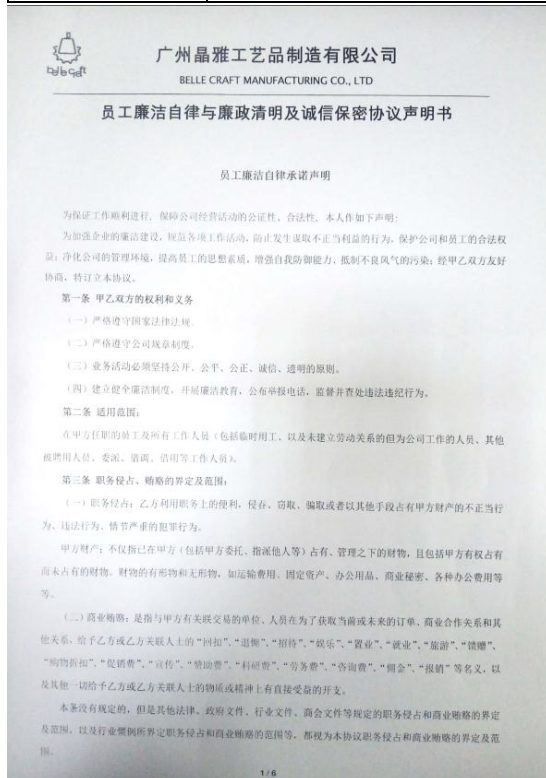 belle craft
广州晶雅工艺品制造有限公司
BELLE CRAFT MANUFACTURING CO., LTD
员工廉洁自律与廉政清明及诚信保密协议声明书
员工廉洁自律承诺声明
为保证工作顺利进行, 保障公司经营活动的公证性、合法性, 本人作如下声明:
为加强企业的廉洁建设, 规范各项工作活动, 防止发生谋取不正当利益的行为, 保护公司和员工的合法权
益; 净化公司的管理环境, 提高员工的思想素质, 增强自我防御能力、抵制不良风气的污染; 经甲乙双方友好
协商, 特订立本协议。
第一条 甲乙双方的权利和义务
(一) 严格遵守国家法律法规。
(二) 严格遵守公司规章制度。
(三) 业务活动必须坚持公开、公平、公正、诚信、透明的原则。
(四) 建立健全廉洁制度, 开展廉洁教育, 公布举报电话, 监督并查处违法违纪行为。
第二条 适用范围:
在甲方任职的员工及所有工作人员 (包括临时用工、以及未建立劳动关系的但为公司工作的人员、其他
被聘用人员、委派、借调、借用等工作人员)。
第三条 职务侵占、贿赂的界定及范围:
(一) 职务侵占: 乙方利用职务上的便利, 侵吞、窃取、骗取或者以其他手段占有甲方财产的不正当行
为、违法行为、情节严重的犯罪行为。
甲方财产: 不仅指已在甲方 (包括甲方委托、指派他人等) 占有、管理之下的财物, 且包括甲方有权占有
而未占有的财物、财物的有形物和无形物, 如运输费用、固定资产、办公用品、商业秘密、各种办公费用等
等。
(二) 商业贿赂: 是指与甲方有关联交易的单位、人员在为了获取当前或未来的订单、商业合作关系和其
他关系, 给予乙方或乙方关联人士的“回扣”、“退佣”、“招待”、“娱乐”、“置业”、“就业”、“旅游”、“馈赠”、
“购物折扣”、“促销费”、“宣传”、“赞助费”、“科研费”、“劳务费”、“咨询费”、“佣金”、“报销”等名义, 以
及其他一切给予乙方或乙方关联人士的物质或精神上有直接受益的开支。
本条没有规定的, 但是其他法律、政府文件、行业文件、商会文件等规定的职务侵占和商业贿赂的界定
及范围, 以及行业惯例所界定职务侵占和商业贿赂的范围等, 都视为本协议职务侵占和商业贿赂的界定及范
围。
1 / 6